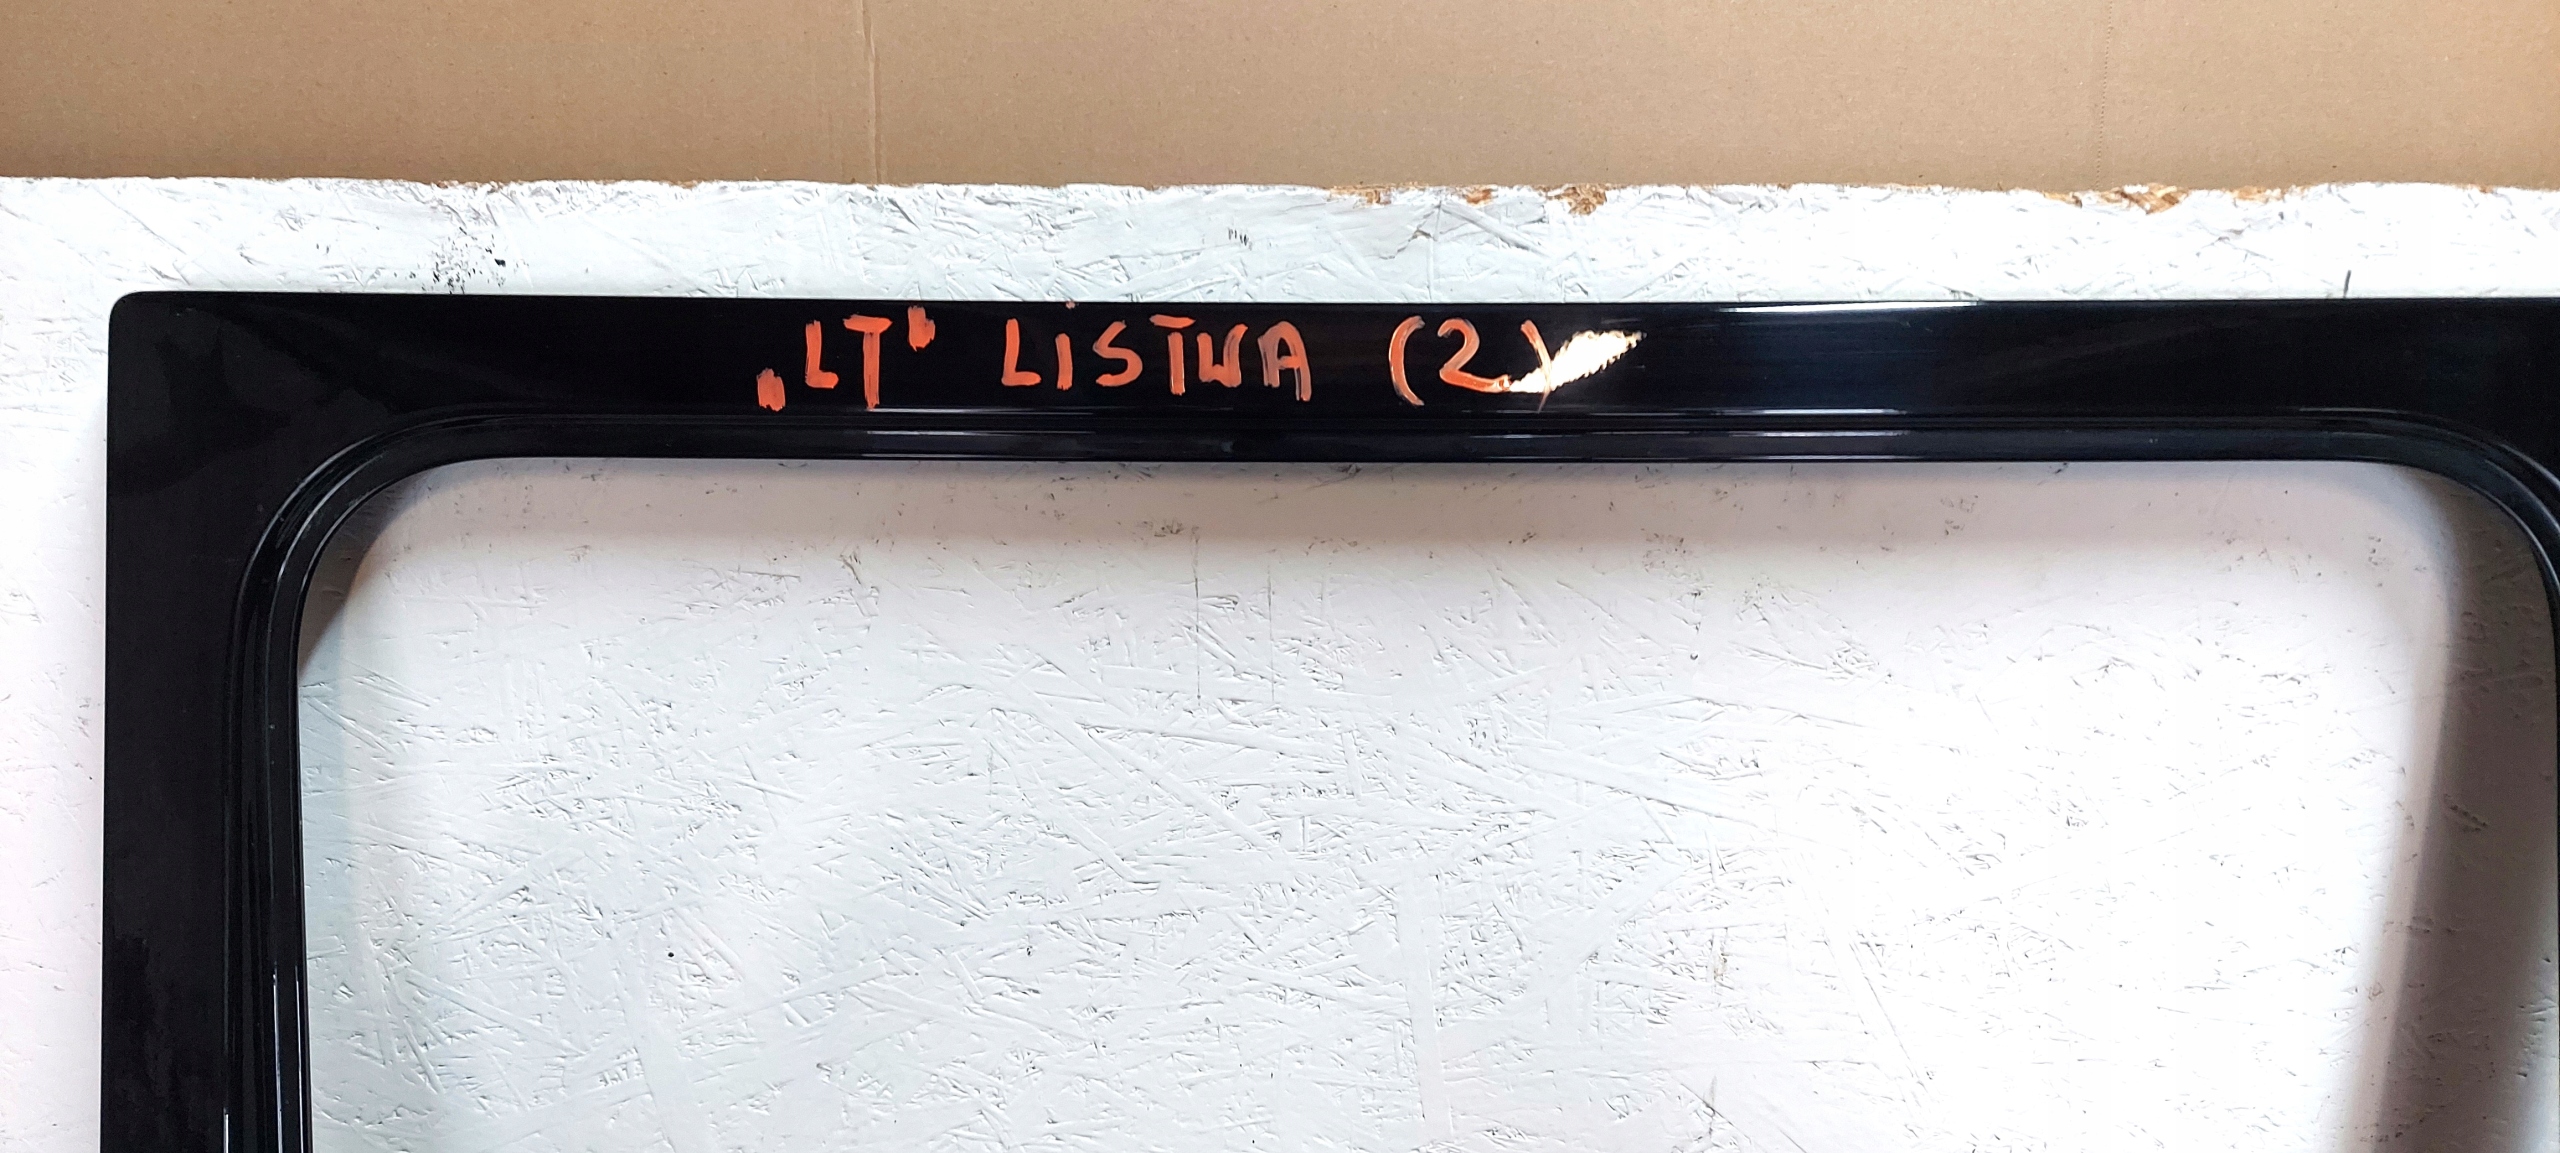 „LT" LISTWA (2)